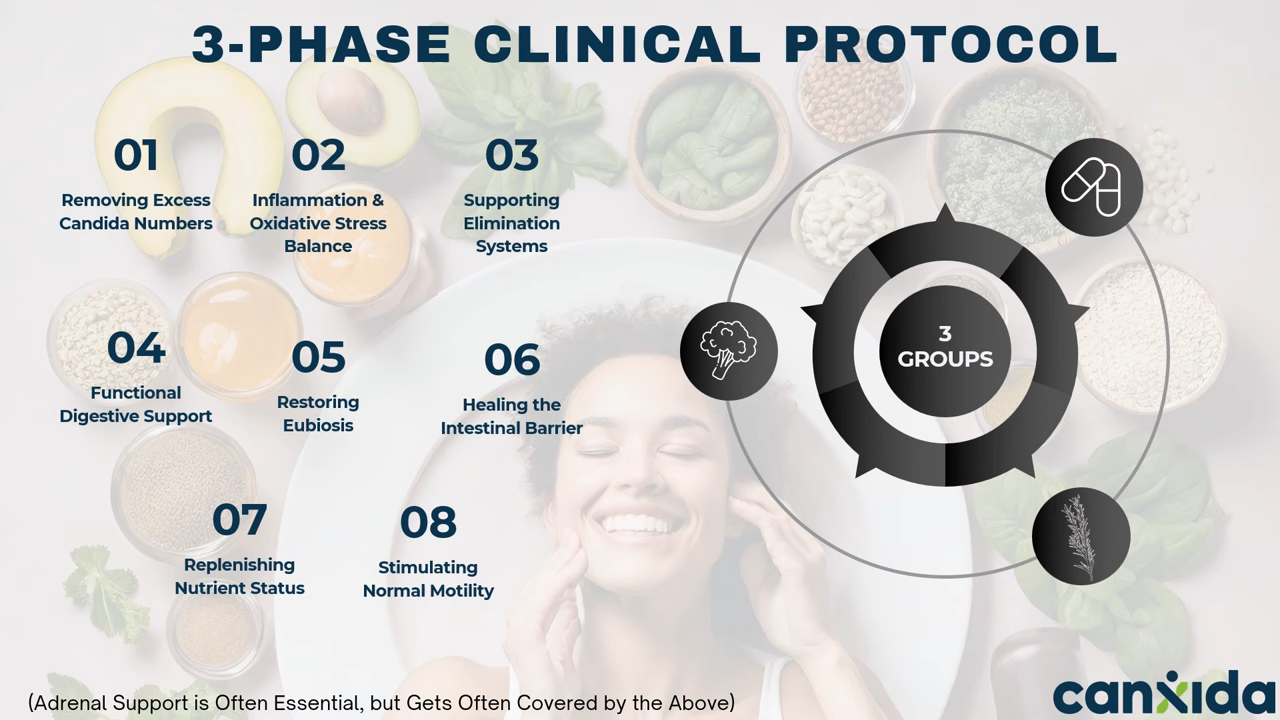 3-PHASE CLINICAL PROTOCOL
01
Removing Excess
Candida Numbers
02
Inflammation &
Oxidative Stress
Balance
03
Supporting
Elimination
Systems
04
Functional
Digestive Support
05
Restoring
Eubiosis
06
Healing the
Intestinal Barrier
07
Replenishing
Nutrient Status
08
Stimulating
Normal Motility
3
GROUPS
(Adrenal Support is Often Essential, but Gets Often Covered by the Above)
canxida